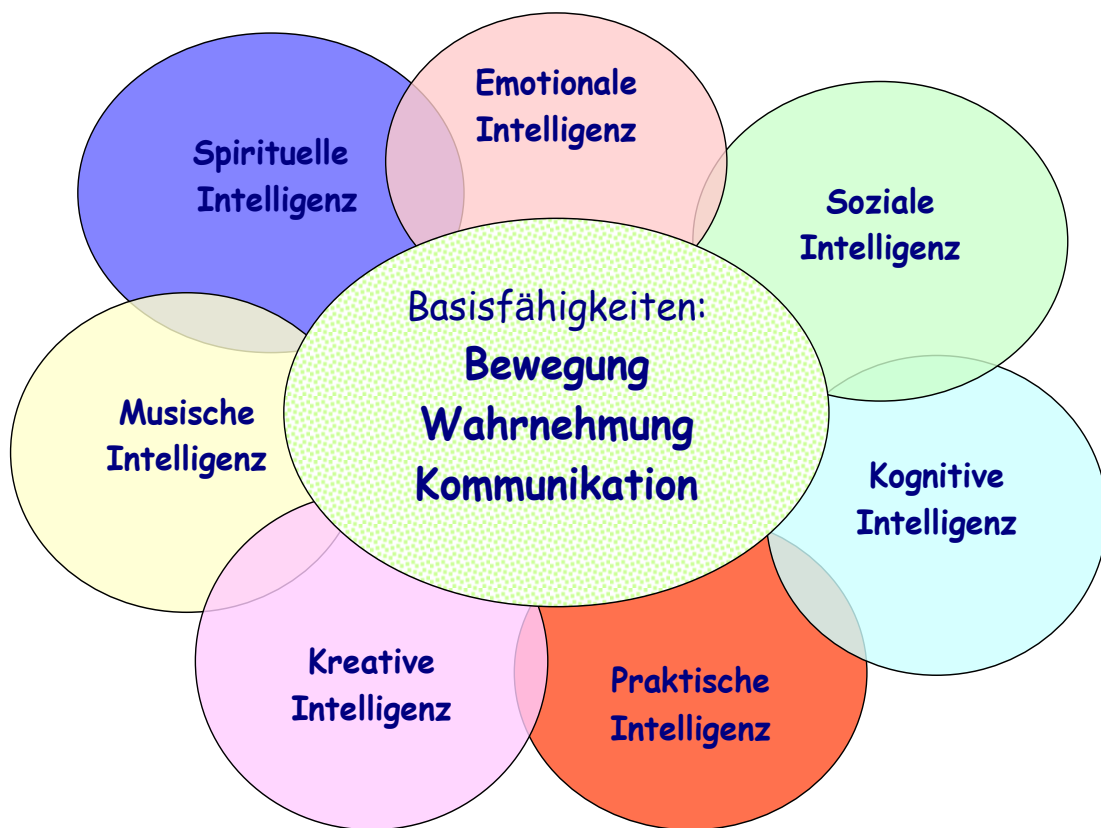 Emotionale
Intelligenz
Spirituelle
Intelligenz
Soziale
Intelligenz
Basisfähigkeiten:
Bewegung
Wahrnehmung
Kommunikation
Musische
Intelligenz
Kognitive
Intelligenz
Kreative
Intelligenz
Praktische
Intelligenz